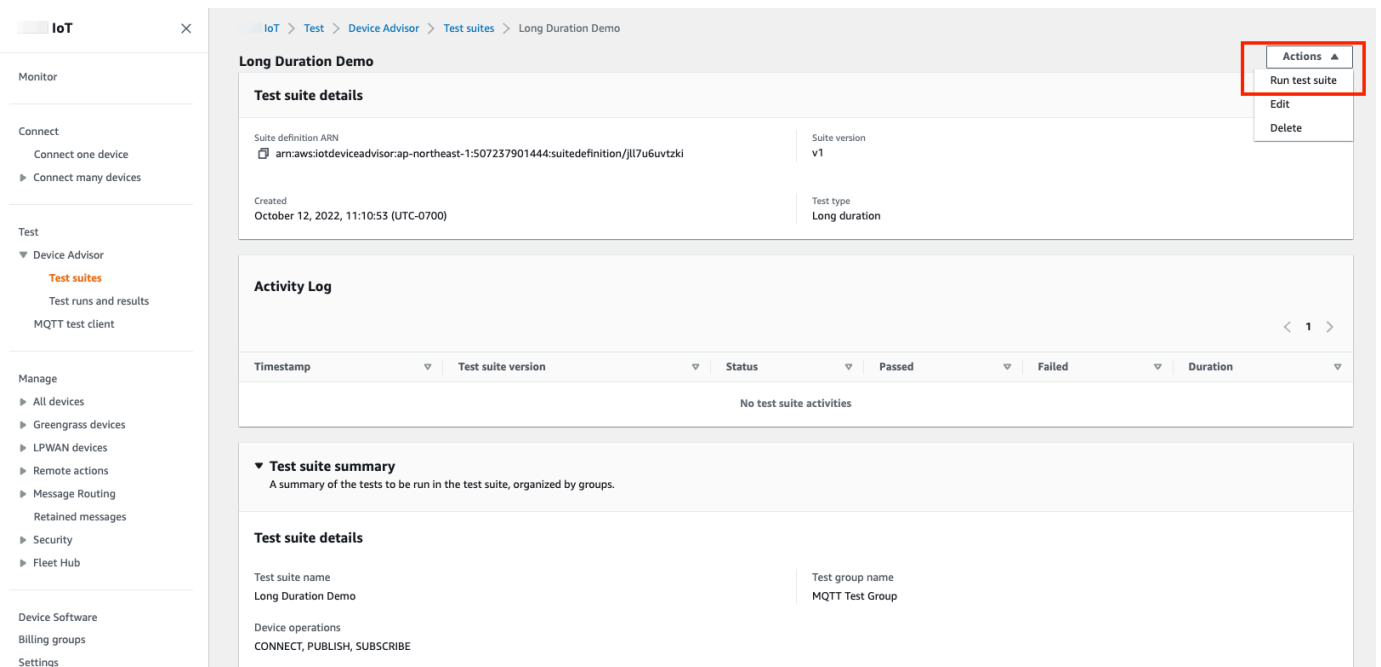 IoT
Monitor
Connect
Connect one device
Connect many devices
Test
Device Advisor
Test suites
Test runs and results
MQTT test client
Manage
All devices
Greengrass devices
LPWAN devices
Remote actions
Message Routing
Retained messages
Security
Fleet Hub
Device Software
Billing groups
Settings
IoT > Test > Device Advisor > Test suites > Long Duration Demo
Long Duration Demo
Actions
Run test suite
Edit
Delete
Test suite details
Suite definition ARN
arn:aws:iotdeviceadvisor:ap-northeast-1:507237901444:suitedefinition/jll7u6uvtzki
Suite version
v1
Created
October 12, 2022, 11:10:53 (UTC-0700)
Test type
Long duration
Activity Log
1
Timestamp Test suite version Status Passed Failed Duration
No test suite activities
Test suite summary
A summary of the tests to be run in the test suite, organized by groups.
Test suite details
Test suite name
Long Duration Demo
Test group name
MQTT Test Group
Device operations
CONNECT, PUBLISH, SUBSCRIBE